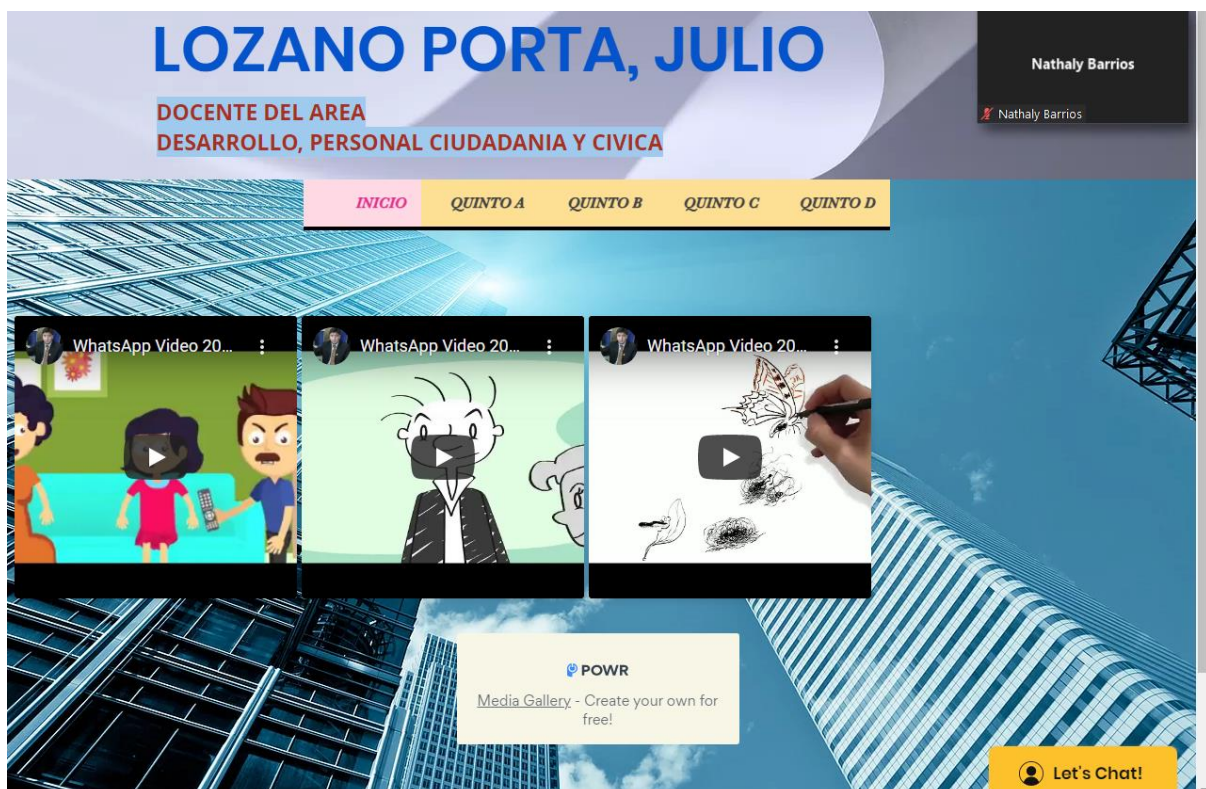 LOZANO PORTA, JULIO
DOCENTE DEL AREA
DESARROLLO, PERSONAL CIUDADANIA Y CIVICA
Nathaly Barrios
Nathaly Barrios
INICIO
QUINTO A
QUINTO B
QUINTO C
QUINTO D
WhatsApp Video 20...
WhatsApp Video 20...
WhatsApp Video 20...
POWR
Media Gallery - Create your own for
free!
Let's Chat!